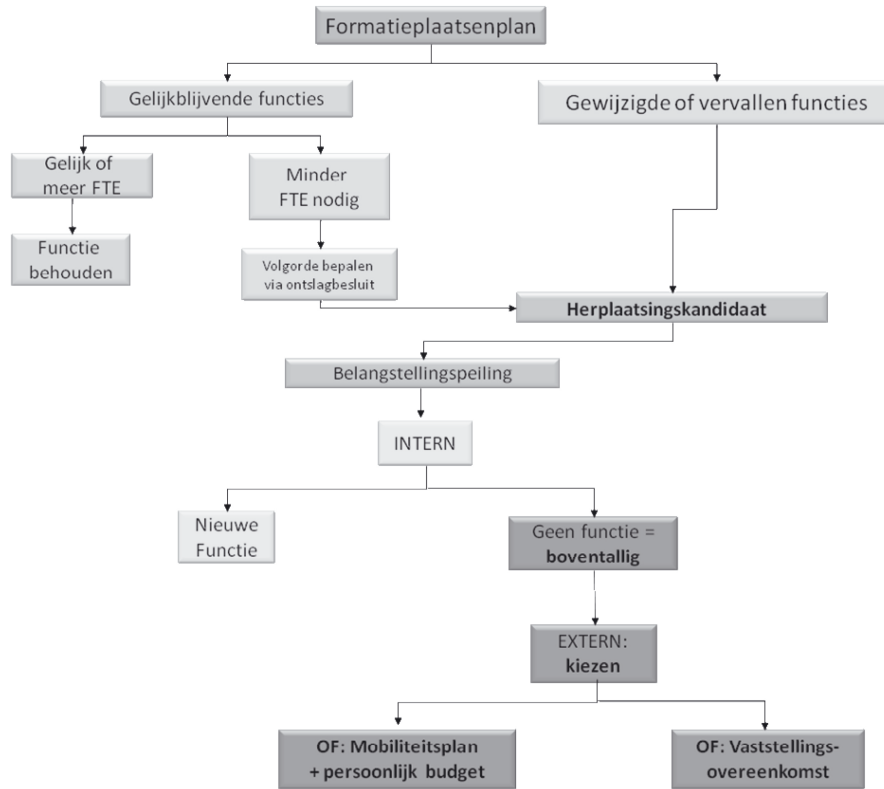 Formatieplaatsenplan
Gelijkblijvende functies
Gewijzigde of vervallen functies
Gelijk of
meer FTE
Minder
FTE nodig
Functie
behouden
Volgorde bepalen
via ontslagbesluit
Herplaatsingskandidaat
Belangstellingspeiling
INTERN
Nieuwe
Functie
Geen functie =
boventallig
EXTERN:
kiezen
OF: Mobiliteitsplan
+ persoonlijk budget
OF: Vaststellings-
overeenkomst